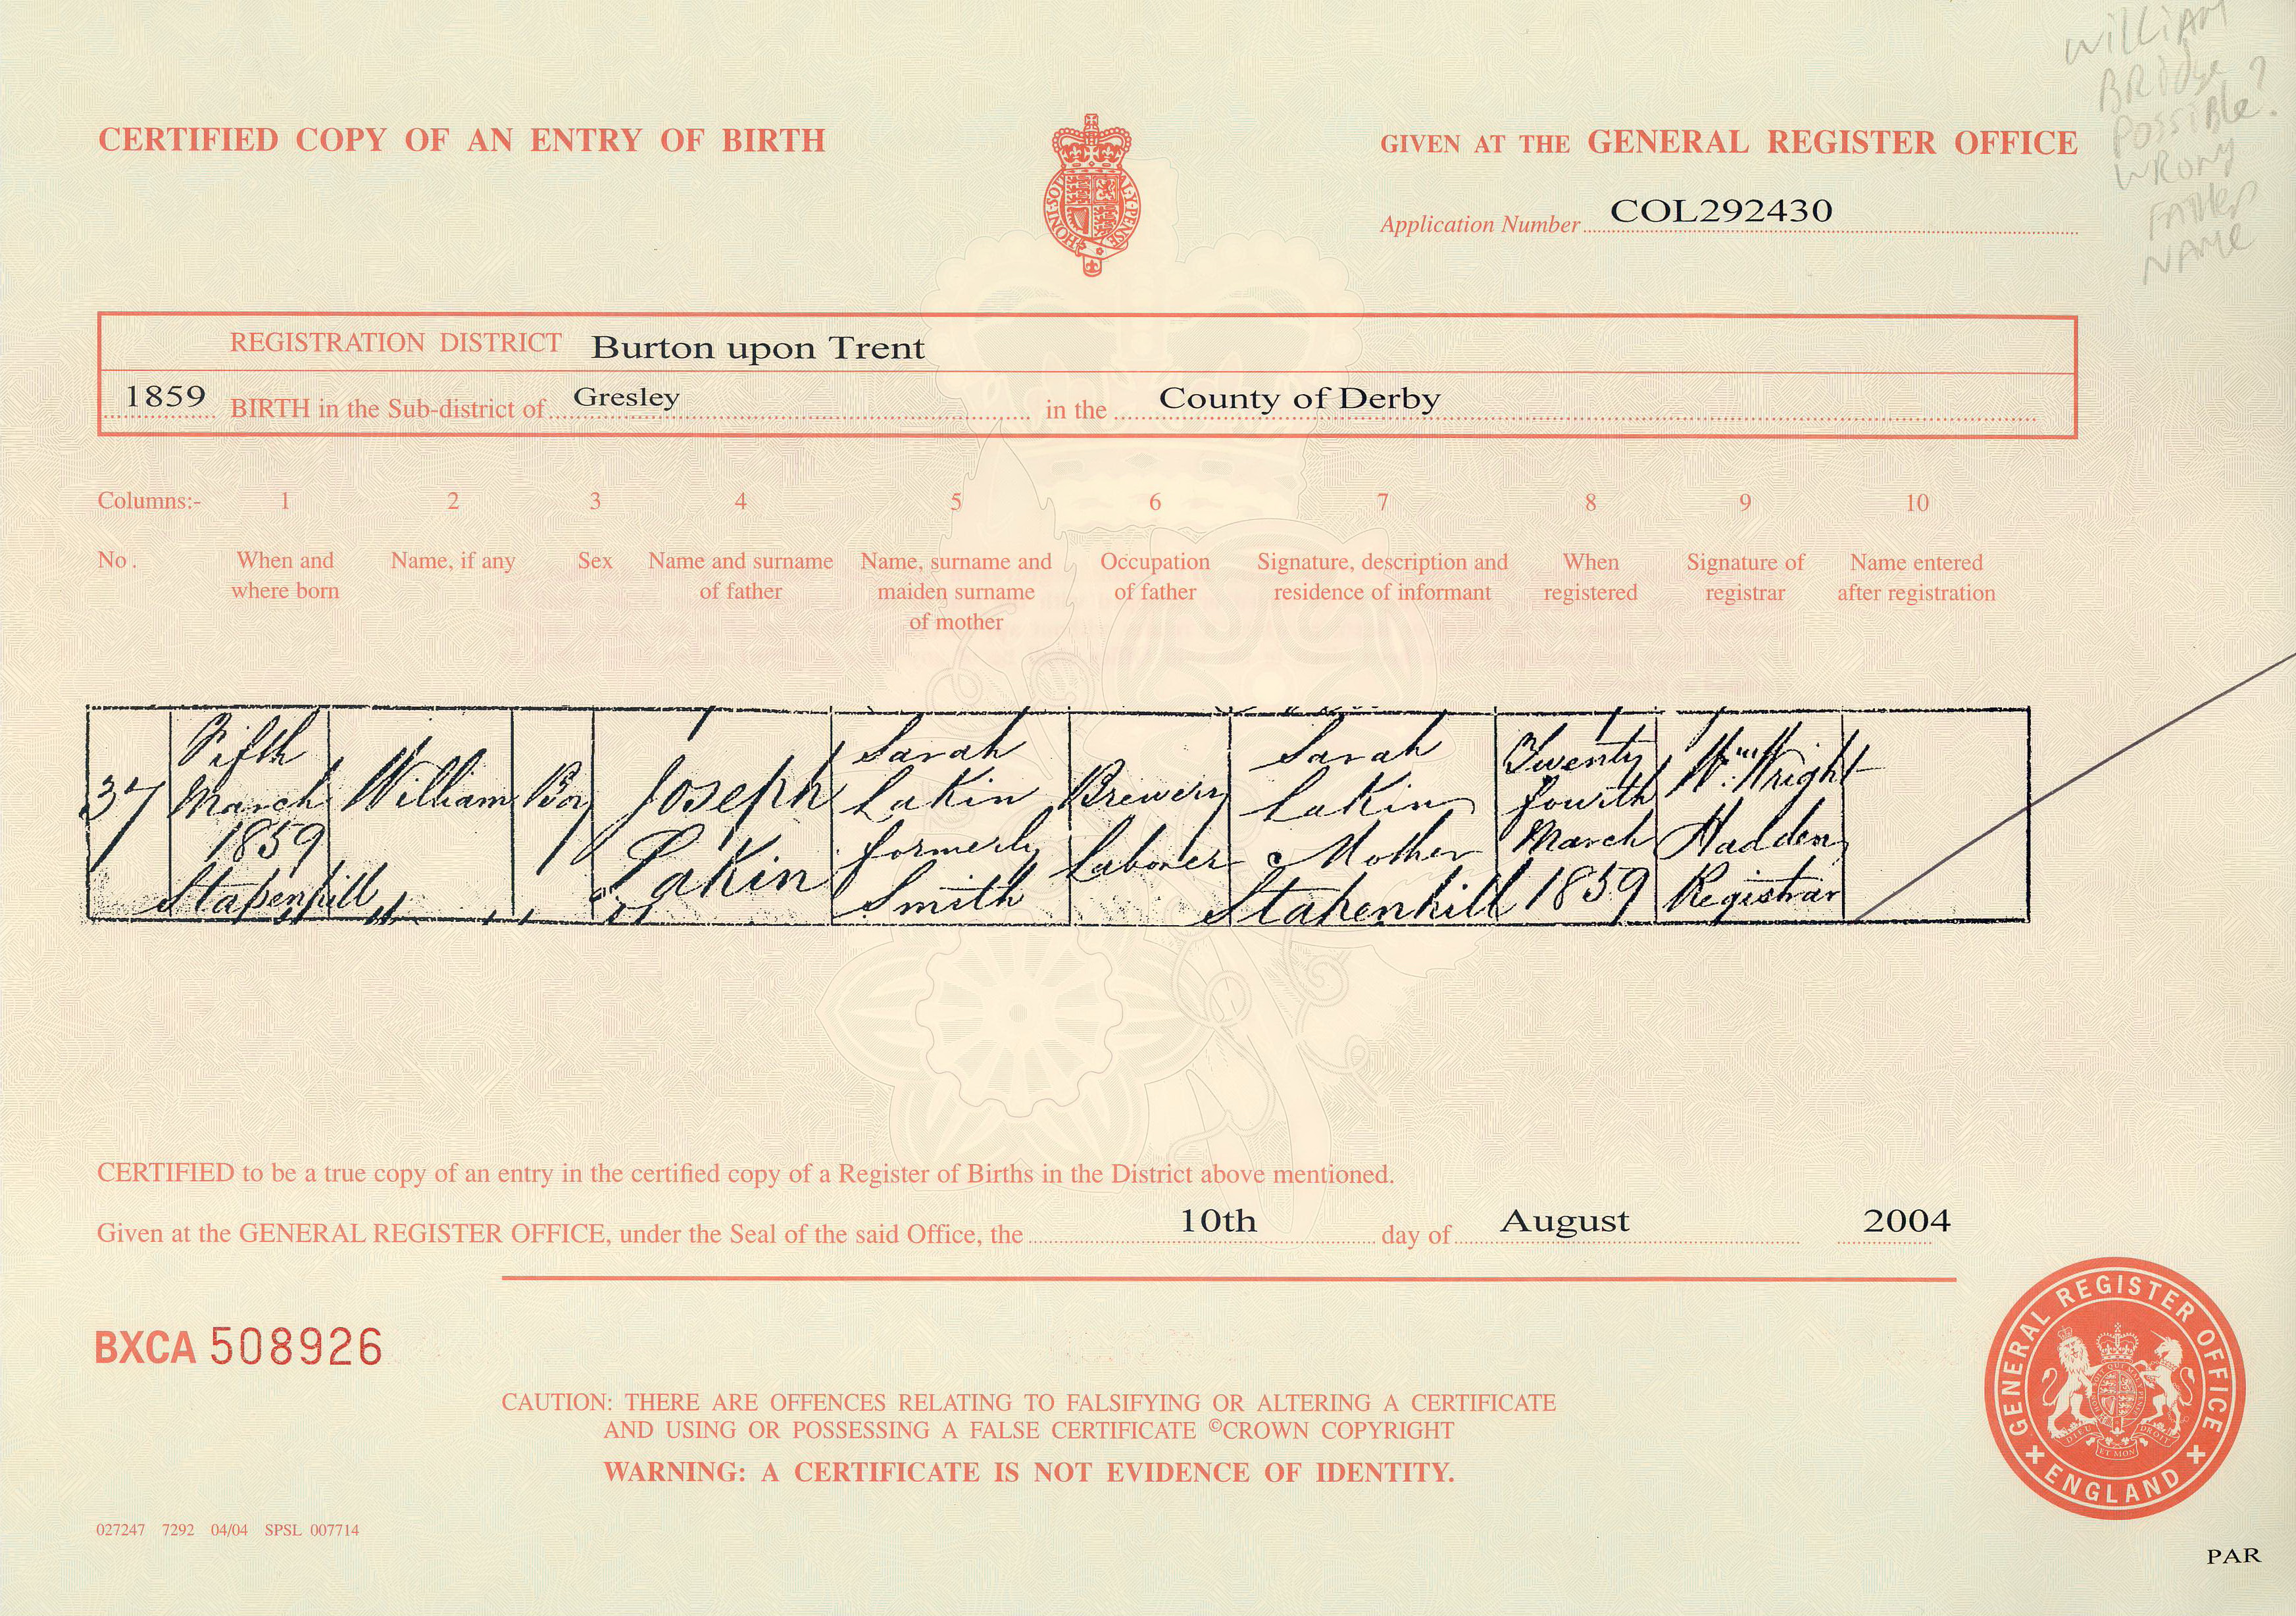 William
Bridge
Possible?
Wrong
Father
Name
CERTIFIED COPY OF AN ENTRY OF BIRTH
HONI·SOIT Y·PENSE
GIVEN AT THE GENERAL REGISTER OFFICE
Application Number COL292430
REGISTRATION DISTRICT Burton upon Trent
1859 BIRTH in the Sub-district of Gresley in the County of Derby
Columns:- 1 2 3 4 5 6 7 8 9 10
No. When and where born Name, if any Sex Name and surname of father Name, surname and maiden surname of mother Occupation of father Signature, description and residence of informant When registered Signature of registrar Name entered after registration
37
Fifth
March
1859
Stapenhill
William
Boy
Joseph
Lakin
Sarah
Lakin
formerly
Smith
Brewery
Laborer
Sarah
Lakin
Mother
Stapenhill
Twenty
fourth
March
1859
Wm Wright
Hadden
Registrar
CERTIFIED to be a true copy of an entry in the certified copy of a Register of Births in the District above mentioned.
Given at the GENERAL REGISTER OFFICE, under the Seal of the said Office, the 10th day of August 2004
BXCA 508926
CAUTION: THERE ARE OFFENCES RELATING TO FALSIFYING OR ALTERING A CERTIFICATE
AND USING OR POSSESSING A FALSE CERTIFICATE ©CROWN COPYRIGHT
WARNING: A CERTIFICATE IS NOT EVIDENCE OF IDENTITY.
GENERAL REGISTER OFFICE
ENGLAND
027247 7292 04/04 SPSL 007714
PAR